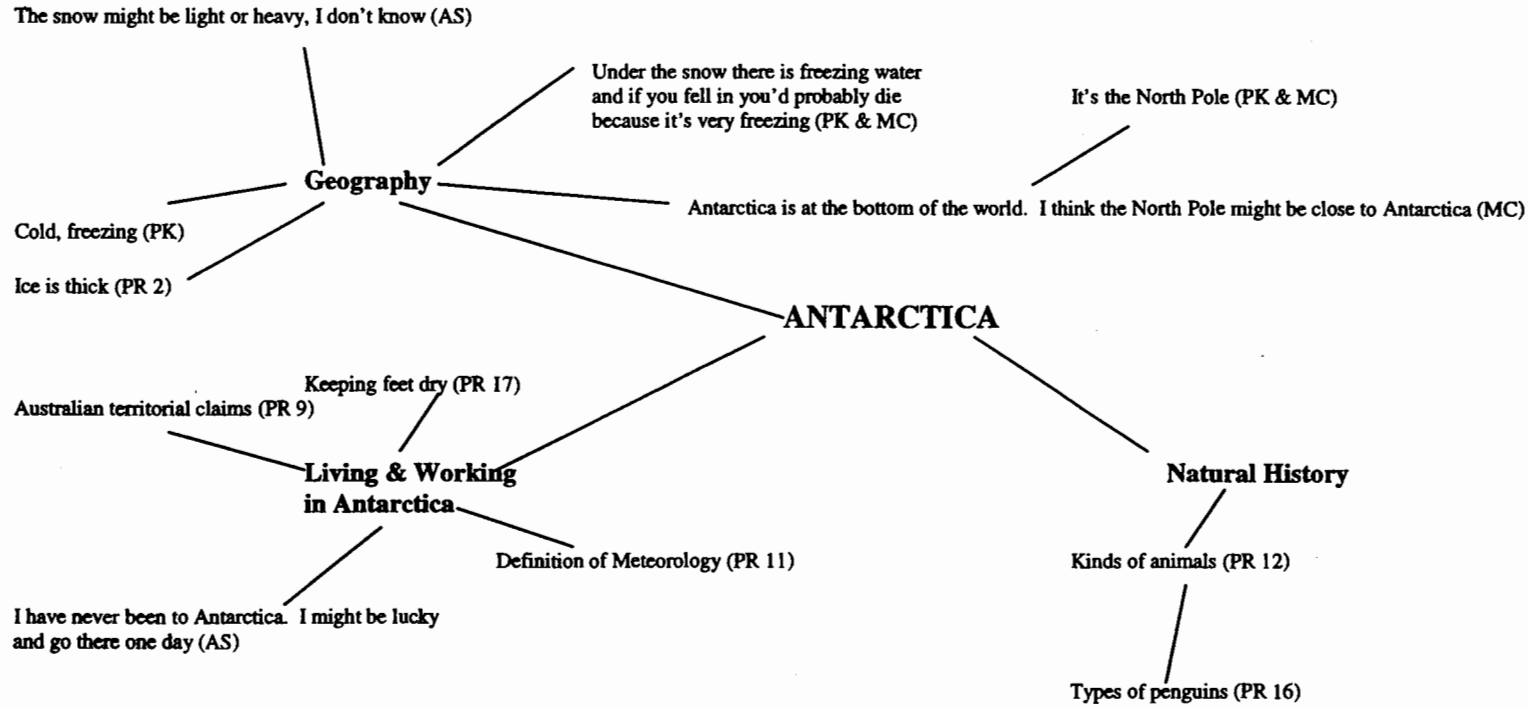 The snow might be light or heavy, I don't know (AS)
Under the snow there is freezing water
and if you fell in you'd probably die
because it's very freezing (PK & MC)
It's the North Pole (PK & MC)
Geography
Antarctica is at the bottom of the world. I think the North Pole might be close to Antarctica (MC)
Cold, freezing (PK)
Ice is thick (PR 2)
ANTARCTICA
Keeping feet dry (PR 17)
Australian territorial claims (PR 9)
Living & Working
in Antarctica
Natural History
Definition of Meteorology (PR 11)
Kinds of animals (PR 12)
I have never been to Antarctica. I might be lucky
and go there one day (AS)
Types of penguins (PR 16)